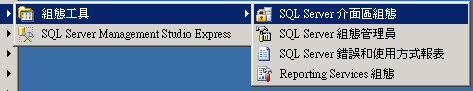 組態工具
SQL Server Management Studio Express
SQL Server 介面區組態
SQL Server 組態管理員
SQL Server 錯誤和使用方式報表
Reporting Services 組態